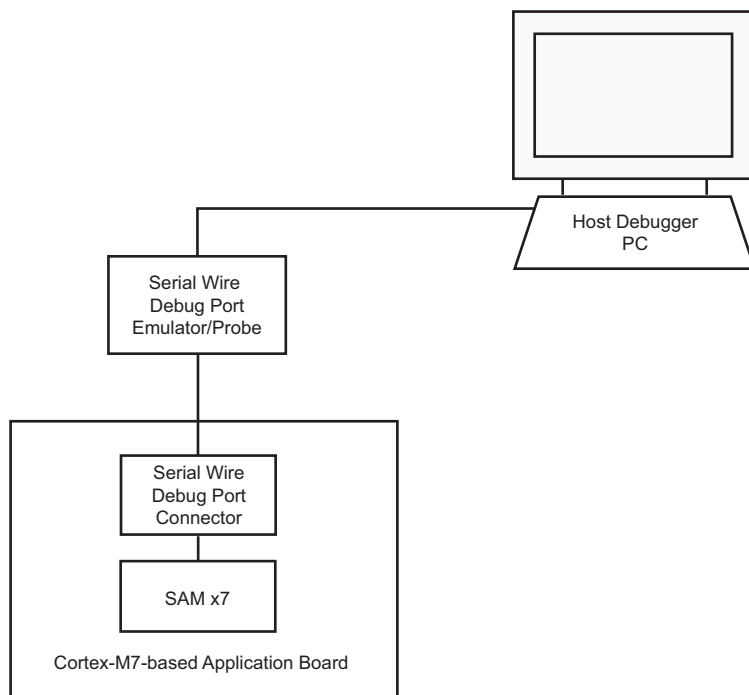 Host Debugger
PC
Serial Wire
Debug Port
Emulator/Probe
Serial Wire
Debug Port
Connector
SAM x7
Cortex-M7-based Application Board